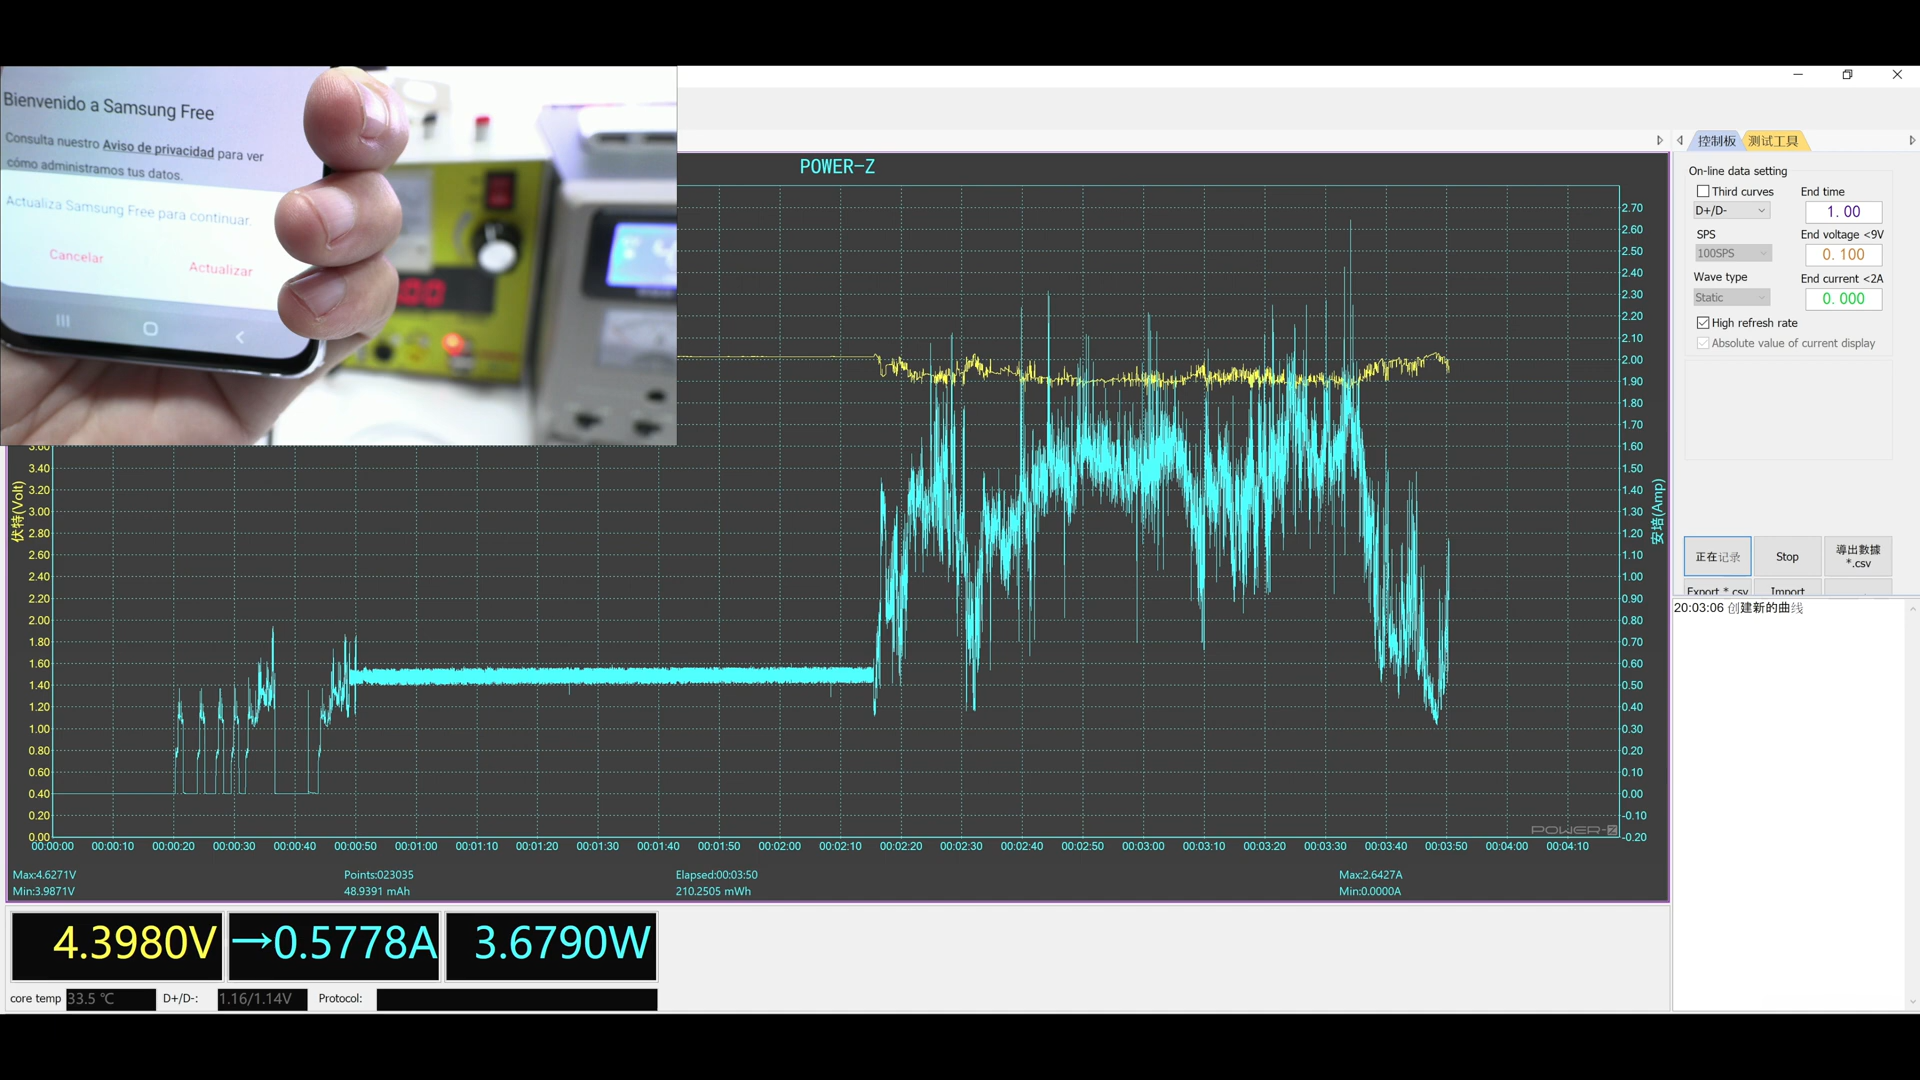 Bienvenido a Samsung Free
Consulta nuestro Aviso de privacidad para ver
cómo administramos tus datos.
Actualiza Samsung Free para continuar.
Cancelar
Actualizar
POWER-Z
控制板
测试工具
On-line data setting
Third curves
End time
D+/D-
1.00
SPS
End voltage <9V
100SPS
0.100
Wave type
End current <2A
Static
0.000
High refresh rate
Absolute value of current display
正在记录
Stop
導出數據
*.csv
Export *.csv
Import
20:03:06 创建新的曲线
2.70
2.60
2.50
2.40
2.30
2.20
2.10
2.00
1.90
1.80
1.70
1.60
1.50
1.40
1.30
1.20
1.10
1.00
0.90
0.80
0.70
0.60
0.50
0.40
0.30
0.20
0.10
0.00
-0.10
-0.20
安培(Amp)
伏特(Volt)
3.60
3.40
3.20
3.00
2.80
2.60
2.40
2.20
2.00
1.80
1.60
1.40
1.20
1.00
0.80
0.60
0.40
0.20
0.00
POWER-Z
00:00:00 00:00:10 00:00:20 00:00:30 00:00:40 00:00:50 00:01:00 00:01:10 00:01:20 00:01:30 00:01:40 00:01:50 00:02:00 00:02:10 00:02:20 00:02:30 00:02:40 00:02:50 00:03:00 00:03:10 00:03:20 00:03:30 00:03:40 00:03:50 00:04:00 00:04:10
Max:4.6271V
Points:023035
Elapsed:00:03:50
Max:2.6427A
Min:3.9871V
48.9391 mAh
210.2505 mWh
Min:0.0000A
4.3980V
→0.5778A
3.6790W
core temp
33.5 ℃
D+/D-:
1.16/1.14V
Protocol: